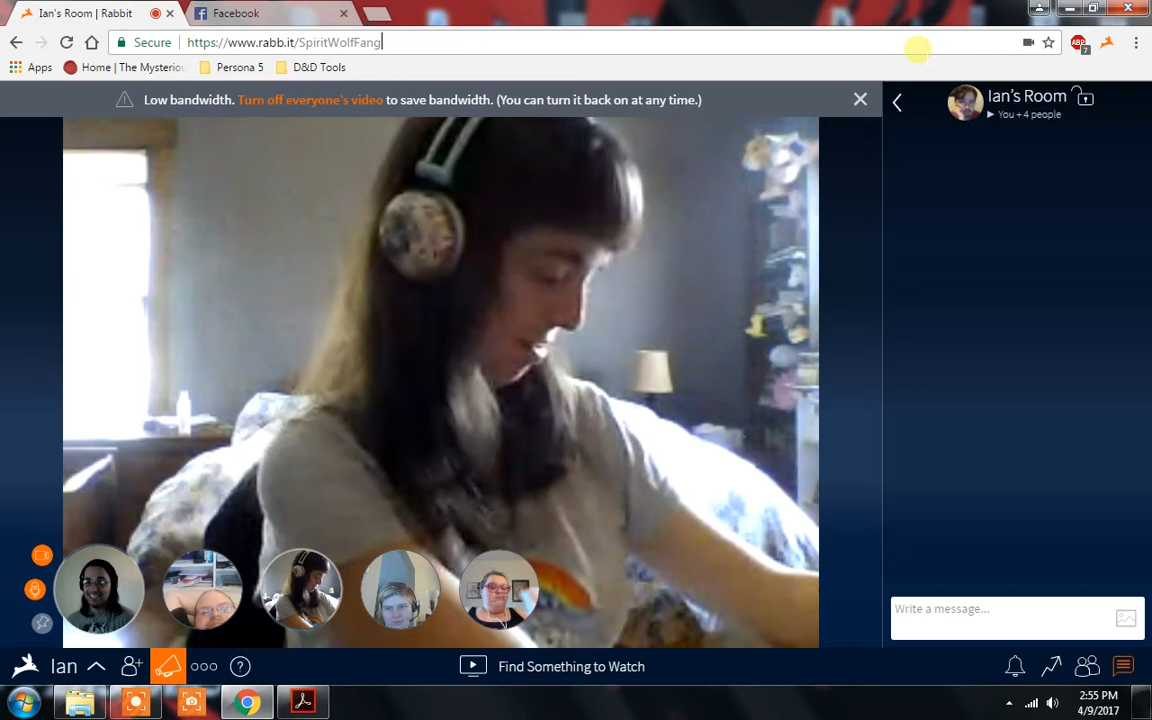 Ian's Room | Rabbit
Facebook
Secure
https://www.rabb.it/SpiritWolfFang
7
Apps
Home | The Mysteriou
Persona 5
D&D Tools
Low bandwidth. Turn off everyone's video to save bandwidth. (You can turn it back on at any time.)
Ian's Room
You + 4 people
Write a message...
Ian
Find Something to Watch
2:55 PM
4/9/2017